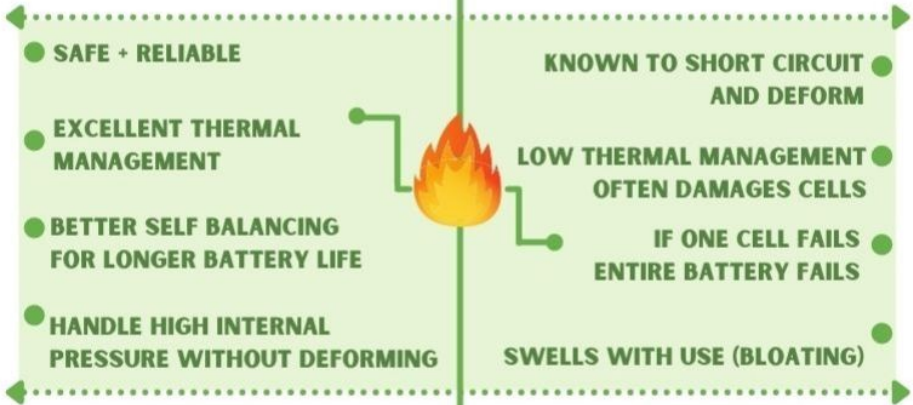 SAFE + RELIABLE
EXCELLENT THERMAL
MANAGEMENT
BETTER SELF BALANCING
FOR LONGER BATTERY LIFE
HANDLE HIGH INTERNAL
PRESSURE WITHOUT DEFORMING
KNOWN TO SHORT CIRCUIT
AND DEFORM
LOW THERMAL MANAGEMENT
OFTEN DAMAGES CELLS
IF ONE CELL FAILS
ENTIRE BATTERY FAILS
SWELLS WITH USE (BLOATING)